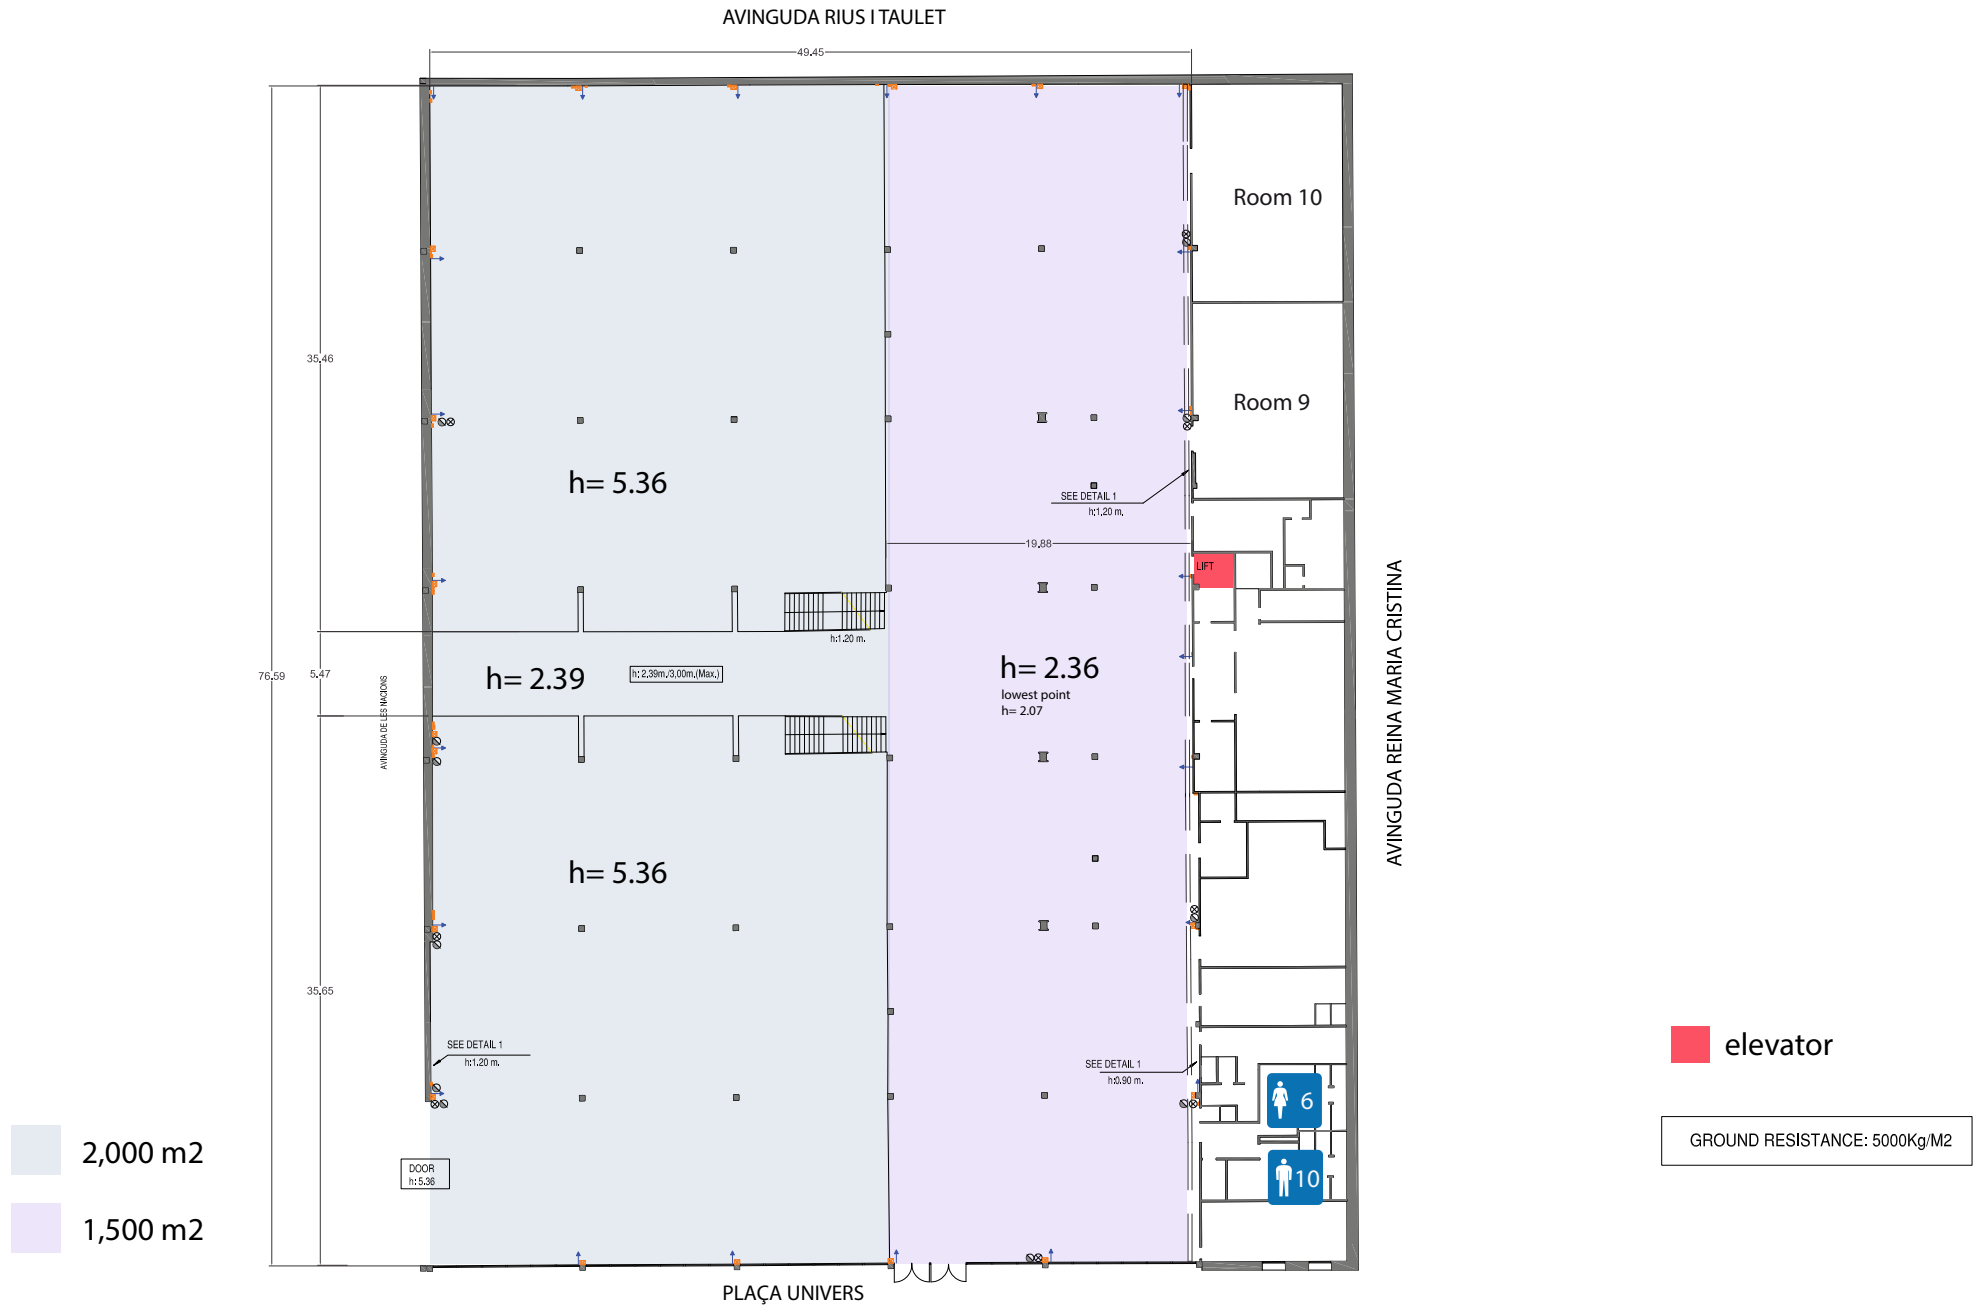 AVINGUDA RIUS I TAULET
49.45
Room 10
35.46
Room 9
h= 5.36
SEE DETAIL 1
h:1.20 m.
19.88
LIFT
AVINGUDA REINA MARIA CRISTINA
h:1.20 m.
h= 2.36
lowest point
h= 2.07
76.59
5.47
h= 2.39
h: 2,39m./3,00m.(Max.)
AVINGUDA DE LES NACIONS
h= 5.36
35.65
SEE DETAIL 1
h:1.20 m.
SEE DETAIL 1
h:0.90 m.
elevator
6
GROUND RESISTANCE: 5000Kg/M2
2,000 m2
DOOR
h: 5.36
10
1,500 m2
PLAÇA UNIVERS